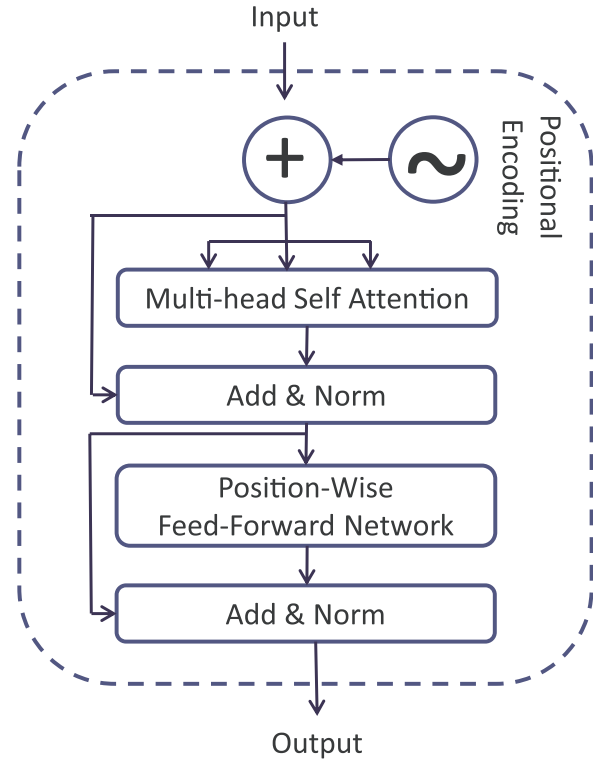 Input
+
~
Positional
Encoding
Multi-head Self Attention
Add & Norm
Position-Wise
Feed-Forward Network
Add & Norm
Output